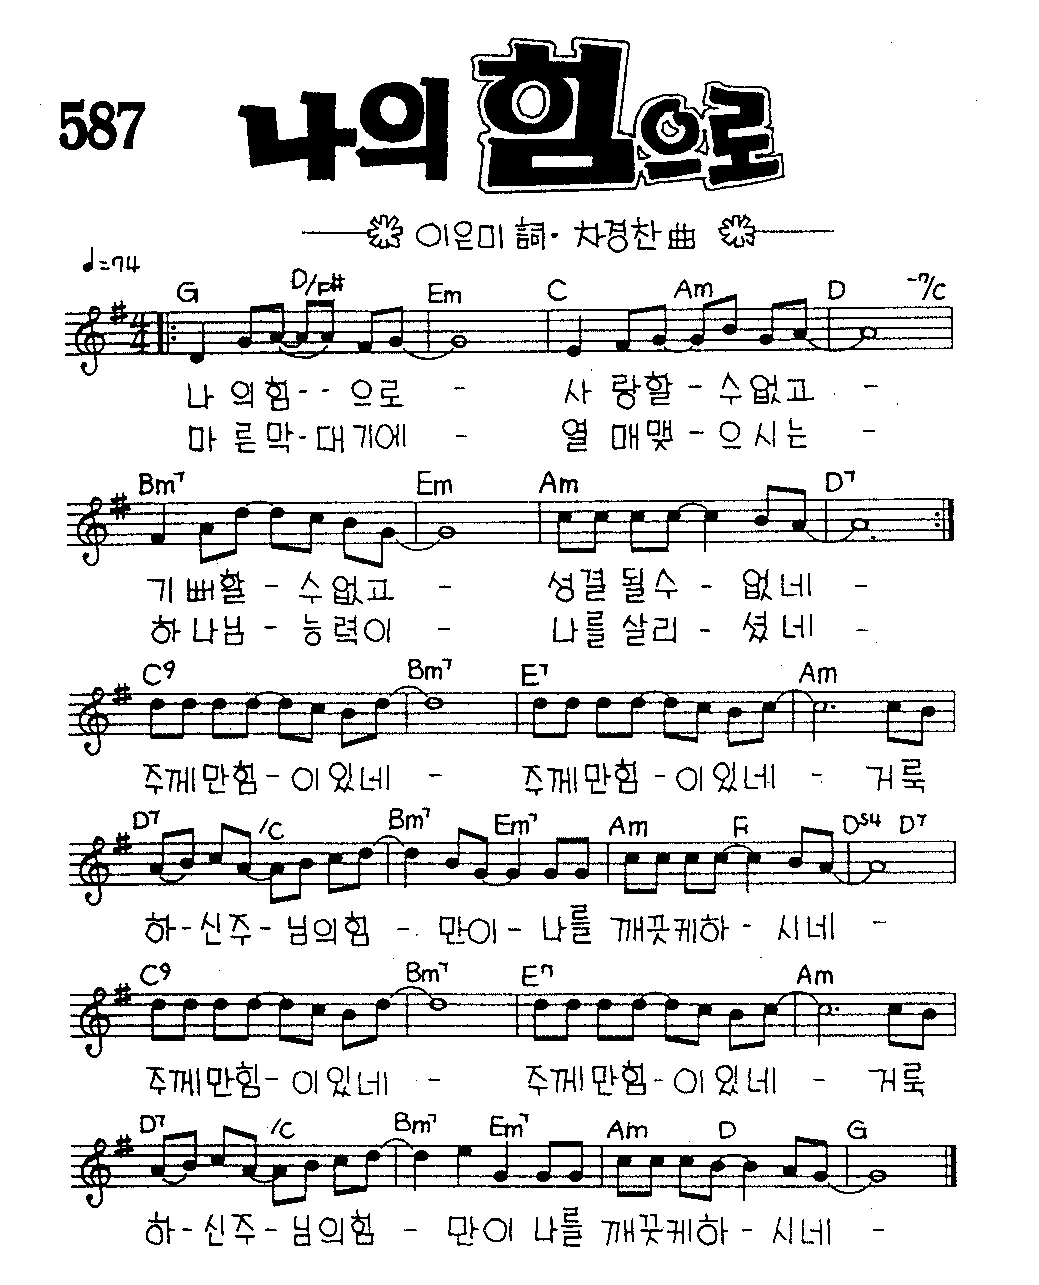 587 나의 힘으로
이은미 詞 · 차경찬 曲
♩=74
G D/F# Em C Am D -7/C
나 의힘 - - 으로 - 사 랑할 - 수없고 -
마 른막 - 대기에 - 열 매맺 - 으시는 -
Bm7 Em Am D7
기 뻐할 - 수없고 - 성결 될수 - 없네 -
하 나님 - 능력이 - 나를살리 - 셨네 -
C9 Bm7 E7 Am
주께만힘 - 이있네 - 주께만힘 - 이있네 - 거룩
D7 /C Bm7 Em7 Am F Ds4 D7
하 - 신주 - 님의힘 - 만이 - 나를 깨끗케하 - 시네 -
C9 Bm7 E7 Am
주께만힘 - 이있네 - 주께만힘 - 이있네 - 거룩
D7 /C Bm7 Em7 Am D G
하 - 신주 - 님의힘 - 만이 나를 깨끗케하 - 시네 -